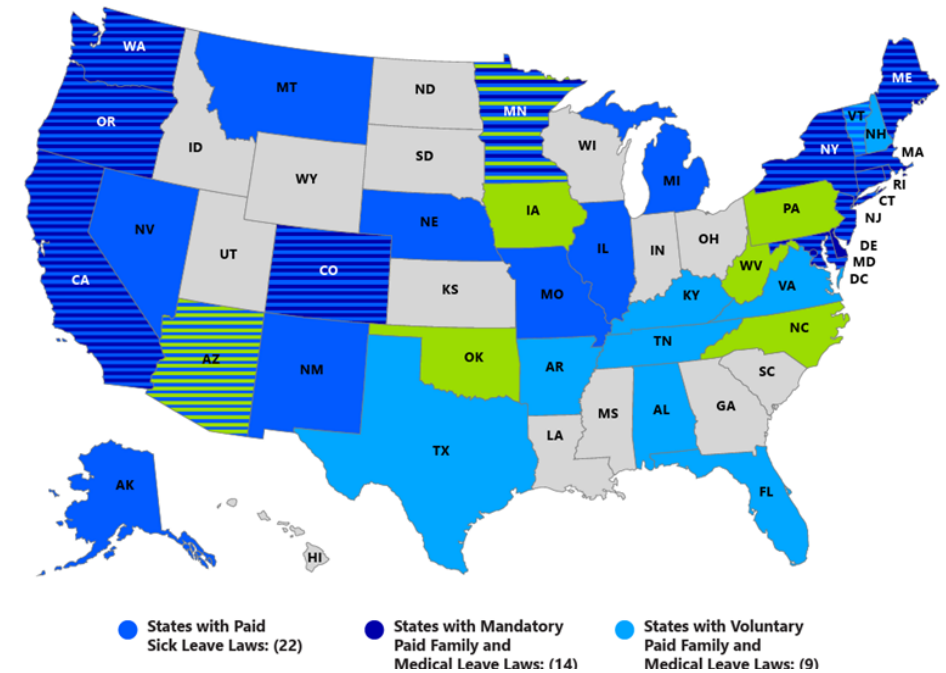 WA
MT
ND
MN
ME
OR
ID
SD
WI
VT
NH
NY
MA
WY
MI
RI
CT
NV
NE
IA
PA
NJ
UT
CO
IL
IN
OH
DE
MD
DC
CA
KS
MO
WV
VA
KY
AZ
NM
OK
AR
TN
NC
SC
TX
LA
MS
AL
GA
AK
FL
HI
States with Paid
Sick Leave Laws: (22)
States with Mandatory
Paid Family and
Medical Leave Laws: (14)
States with Voluntary
Paid Family and
Medical Leave Laws: (9)